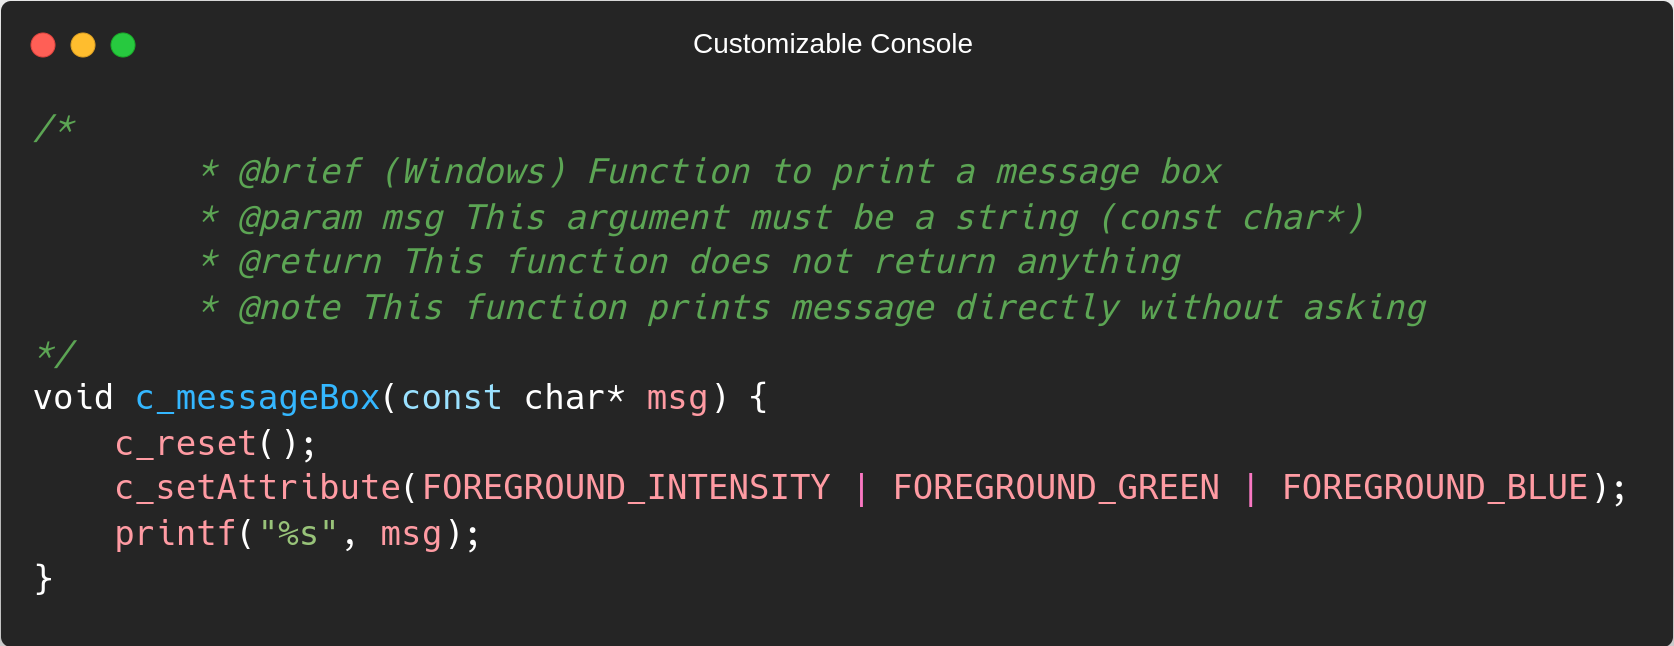 Customizable Console
/*
        * @brief (Windows) Function to print a message box
        * @param msg This argument must be a string (const char*)
        * @return This function does not return anything
        * @note This function prints message directly without asking
*/
void c_messageBox(const char* msg) {
    c_reset();
    c_setAttribute(FOREGROUND_INTENSITY | FOREGROUND_GREEN | FOREGROUND_BLUE);
    printf("%s", msg);
}